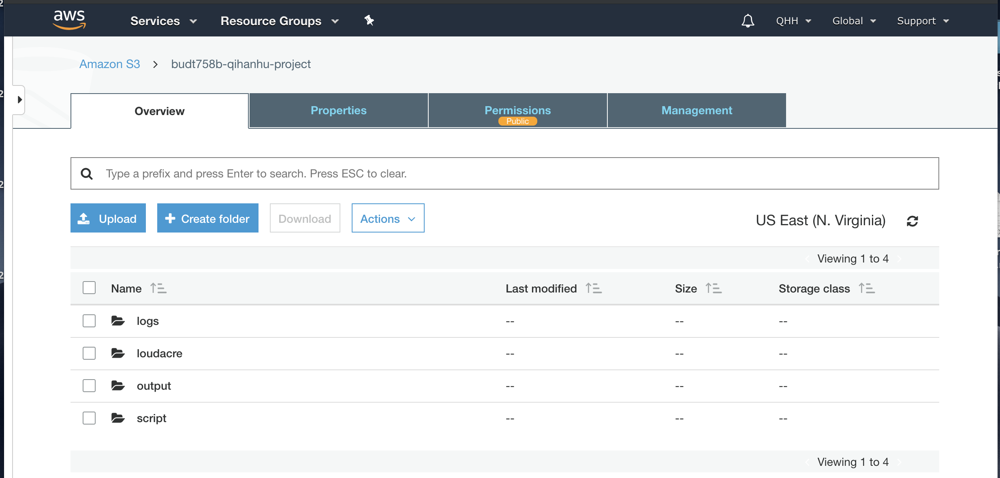 aws Services Resource Groups QHH Global Support
Amazon S3 > budt758b-qihanhu-project
Overview Properties Permissions Management
Public
Type a prefix and press Enter to search. Press ESC to clear.
Upload Create folder Download Actions US East (N. Virginia)
Viewing 1 to 4
Name Last modified Size Storage class
logs -- -- --
loudacre -- -- --
output -- -- --
script -- -- --
Viewing 1 to 4